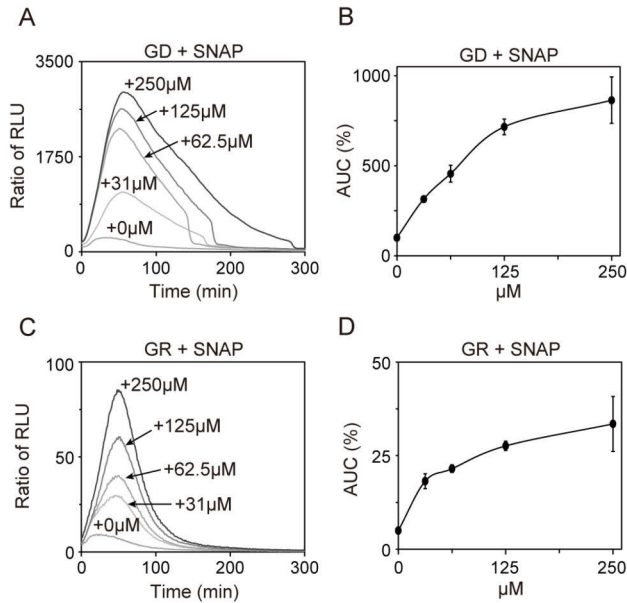 A
GD + SNAP
Ratio of RLU
3500
1750
0
+250µM
+125µM
+62.5µM
+31µM
+0µM
0
100
200
300
Time (min)
B
GD + SNAP
AUC (%)
1000
500
0
0
125
250
µM
C
GR + SNAP
Ratio of RLU
100
50
0
+250µM
+125µM
+62.5µM
+31µM
+0µM
0
100
200
300
Time (min)
D
GR + SNAP
AUC (%)
50
25
0
0
125
250
µM